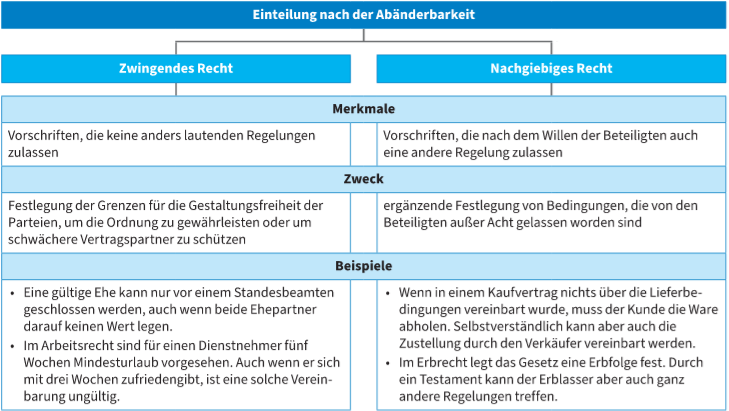 Einteilung nach der Abänderbarkeit
Zwingendes Recht
Nachgiebiges Recht
Merkmale
Vorschriften, die keine anders lautenden Regelungen
zulassen
Vorschriften, die nach dem Willen der Beteiligten auch
eine andere Regelung zulassen
Zweck
Festlegung der Grenzen für die Gestaltungsfreiheit der
Parteien, um die Ordnung zu gewährleisten oder um
schwächere Vertragspartner zu schützen
ergänzende Festlegung von Bedingungen, die von den
Beteiligten außer Acht gelassen worden sind
Beispiele
• Eine gültige Ehe kann nur vor einem Standesbeamten
geschlossen werden, auch wenn beide Ehepartner
darauf keinen Wert legen.
• Im Arbeitsrecht sind für einen Dienstnehmer fünf
Wochen Mindesturlaub vorgesehen. Auch wenn er sich
mit drei Wochen zufriedengibt, ist eine solche Verein-
barung ungültig.
• Wenn in einem Kaufvertrag nichts über die Lieferbe-
dingungen vereinbart wurde, muss der Kunde die Ware
abholen. Selbstverständlich kann aber auch die
Zustellung durch den Verkäufer vereinbart werden.
• Im Erbrecht legt das Gesetz eine Erbfolge fest. Durch
ein Testament kann der Erblasser aber auch ganz
andere Regelungen treffen.